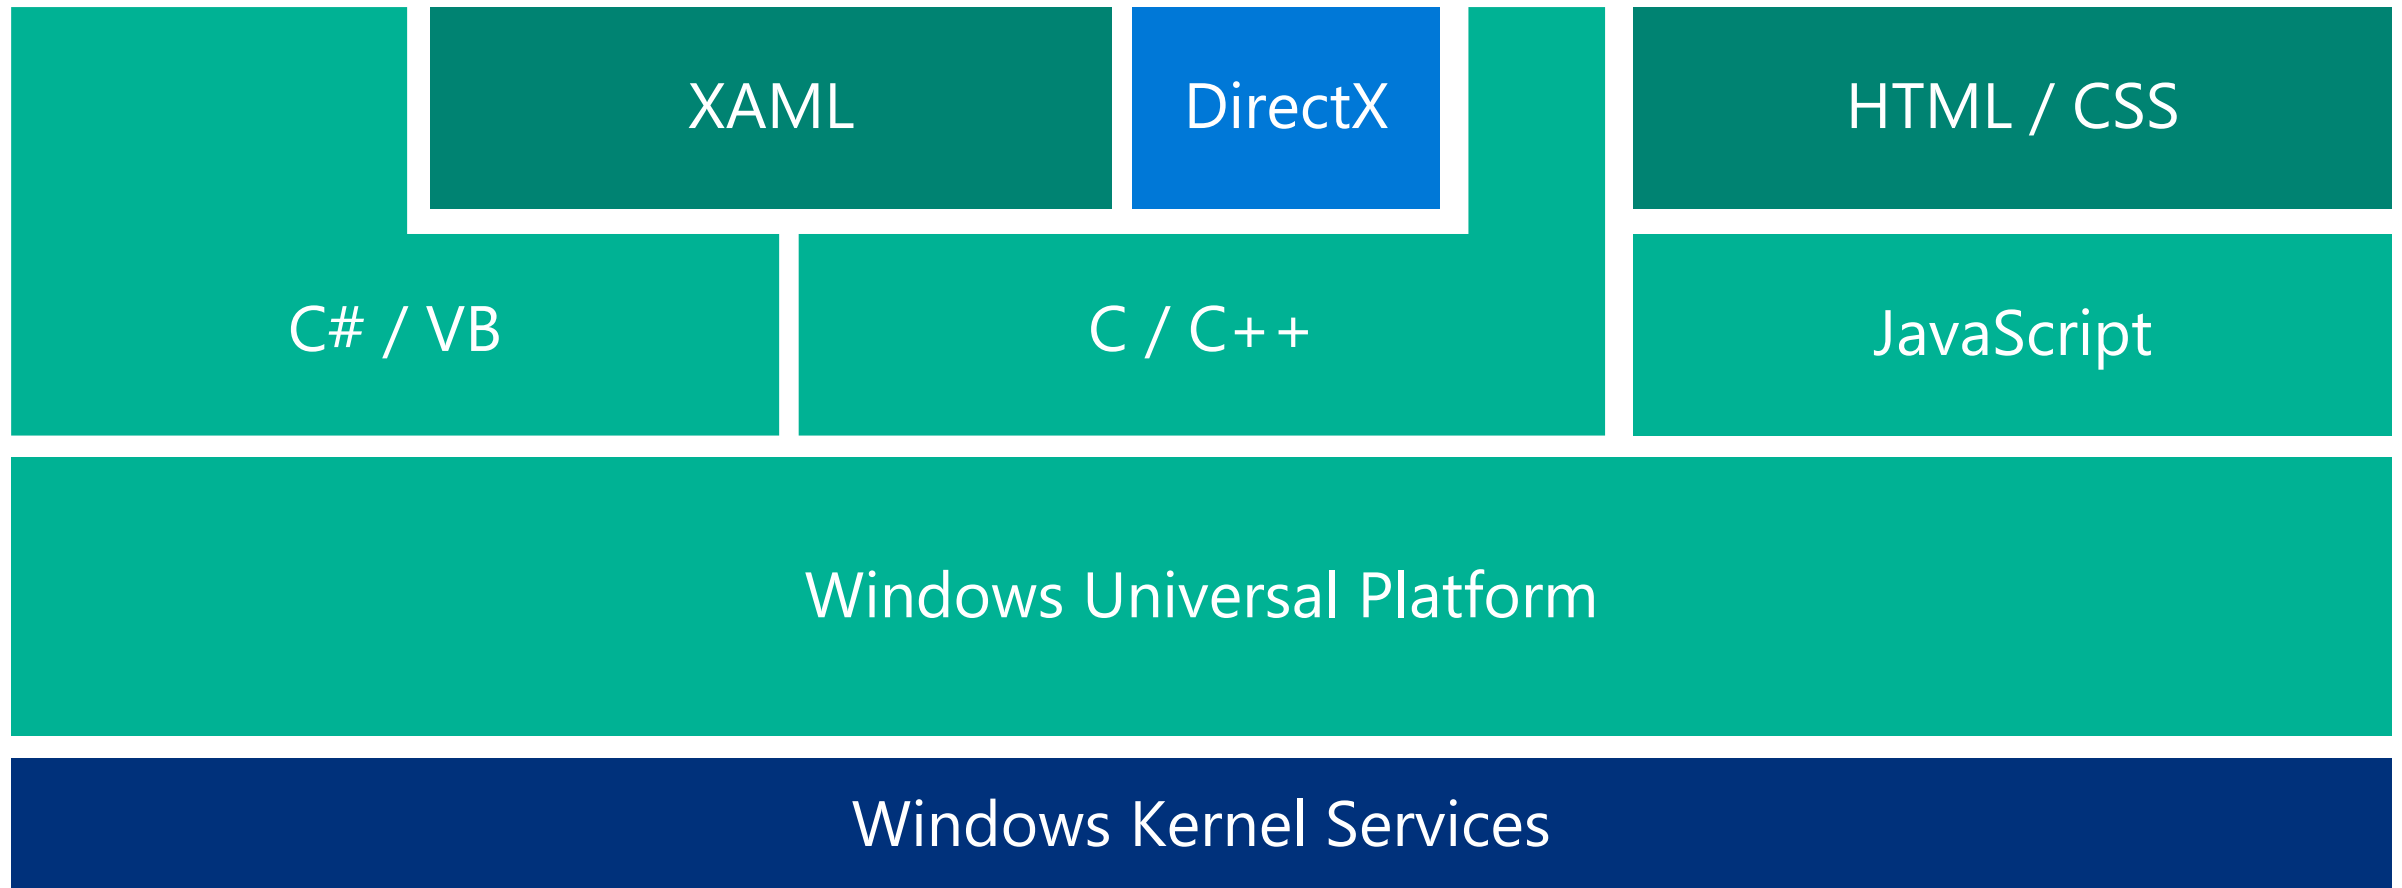 XAML
DirectX
HTML / CSS
C# / VB
C / C++
JavaScript
Windows Universal Platform
Windows Kernel Services